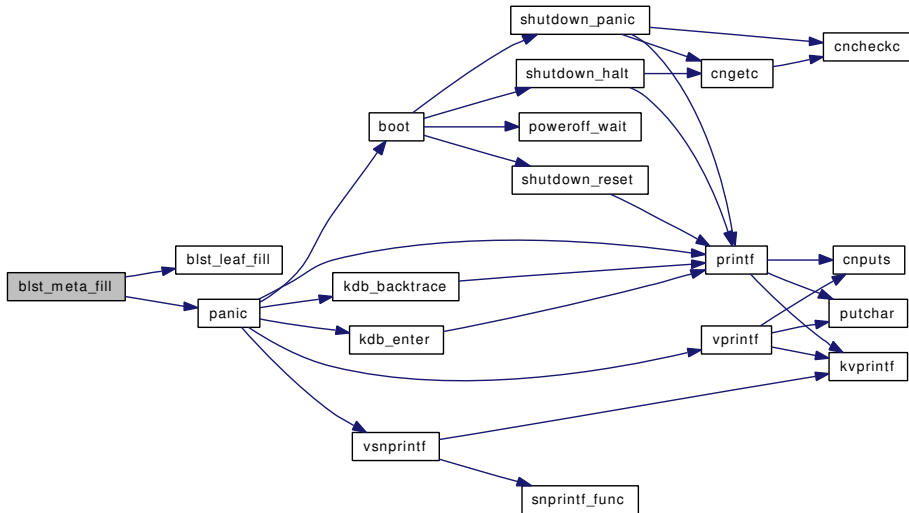 shutdown_panic
cncheckc
shutdown_halt
cngetc
boot
poweroff_wait
shutdown_reset
blst_leaf_fill
printf
cnputs
blst_meta_fill
kdb_backtrace
panic
putchar
kdb_enter
vprintf
kvprintf
vsnprintf
snprintf_func